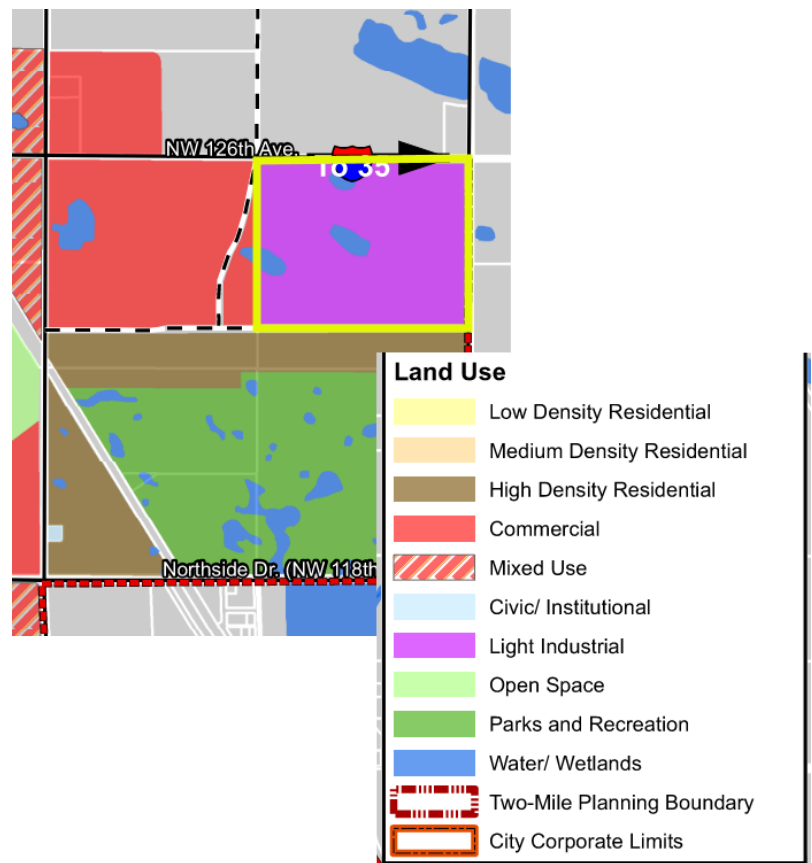 NW 126th Ave.
To 35
Northside Dr. (NW 118th
Land Use
Low Density Residential
Medium Density Residential
High Density Residential
Commercial
Mixed Use
Civic/ Institutional
Light Industrial
Open Space
Parks and Recreation
Water/ Wetlands
Two-Mile Planning Boundary
City Corporate Limits